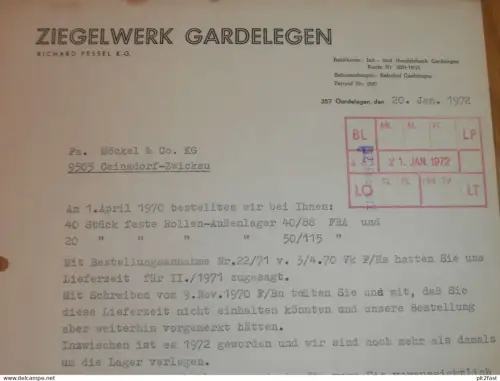 ZIEGELWERK GARDELEGEN
RICHARD PESSEL K.G.
Gardelegen
357 Gardelegen, den 20. Jan. 1972
Fa. Möckel & Co. KG
9505 Cainsdorf-Zwickau
BL LP
21. JAN. 1972
LO LT
Am 1.April 1970 bestellten wir bei Ihnen:
40 Stück feste Rollen-Außenlager 40/88 FRA und
20 " " " 50/115 "
Mit Bestellungsannahme Nr.22/71 v. 3/4.70 Vk F/Hs hatten Sie uns
Lieferzeit für II./1971 zugesagt.
Mit Schreiben vom 9.Nov.1970 F/Bn teilten Sie uns mit, daß Sie
diese Lieferzeit nicht einhalten könnten und unsere Bestellung
aber weiterhin vorgemerkt hätten.
Inzwischen ist es 1972 geworden und wir sind noch mehr als damals
um die Lager verlegen.
pit2fast